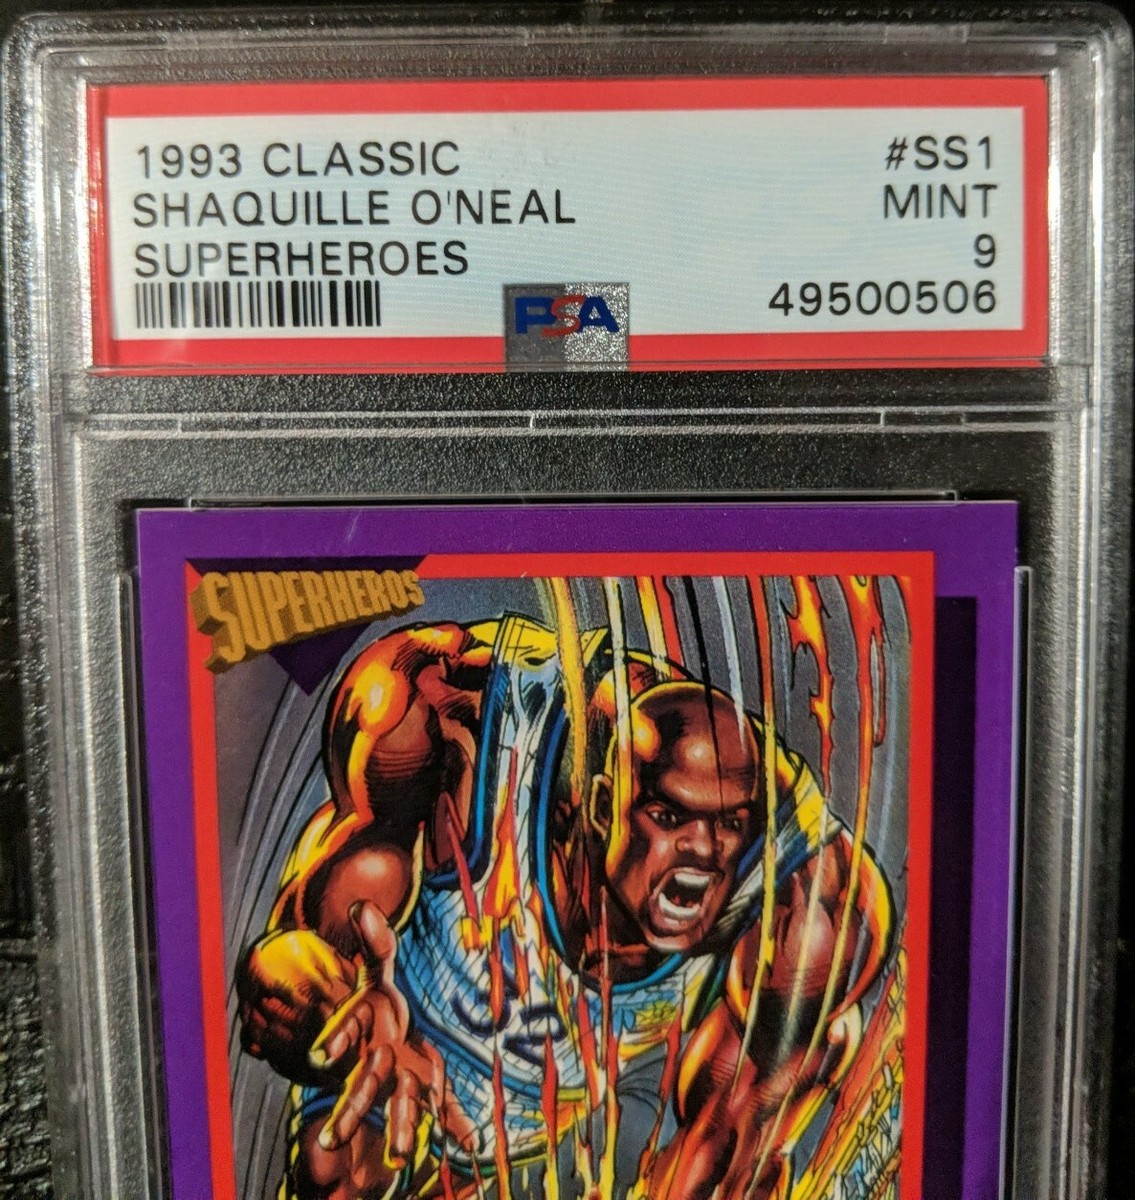 1993 CLASSIC #SS1
SHAQUILLE O'NEAL MINT
SUPERHEROES 9
49500506
PSA
SUPERHEROS